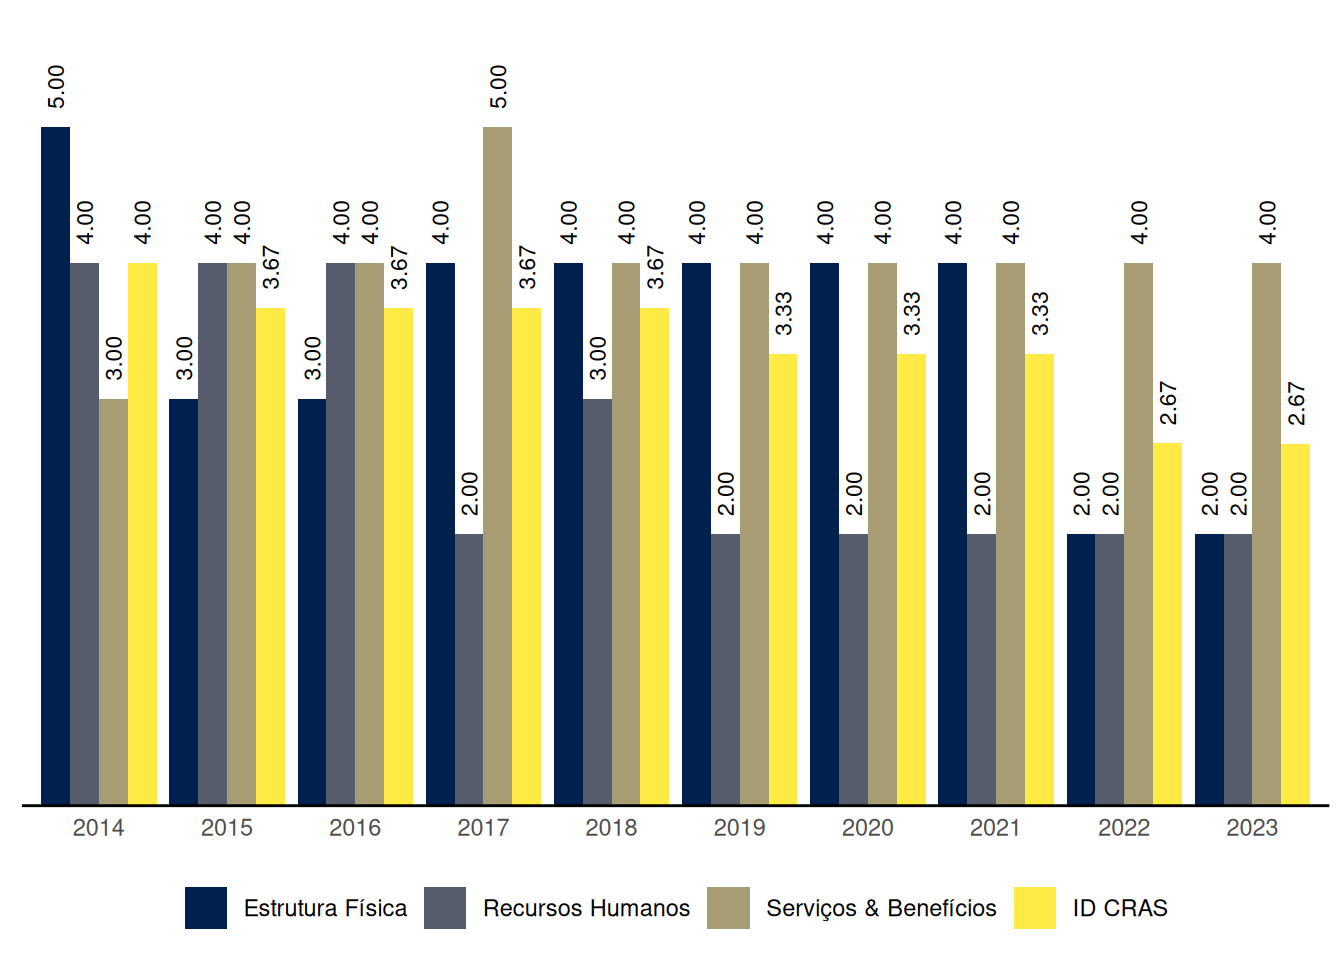 5.00 4.00 3.00 4.00 3.00 4.00 4.00 3.67 3.00 4.00 4.00 3.67 4.00 2.00 5.00 3.67 4.00 3.00 4.00 3.67 4.00 2.00 4.00 3.33 4.00 2.00 4.00 3.33 4.00 2.00 4.00 3.33 2.00 2.00 4.00 2.67 2.00 2.00 4.00 2.67
2014 2015 2016 2017 2018 2019 2020 2021 2022 2023
Estrutura Física Recursos Humanos Serviços & Benefícios ID CRAS